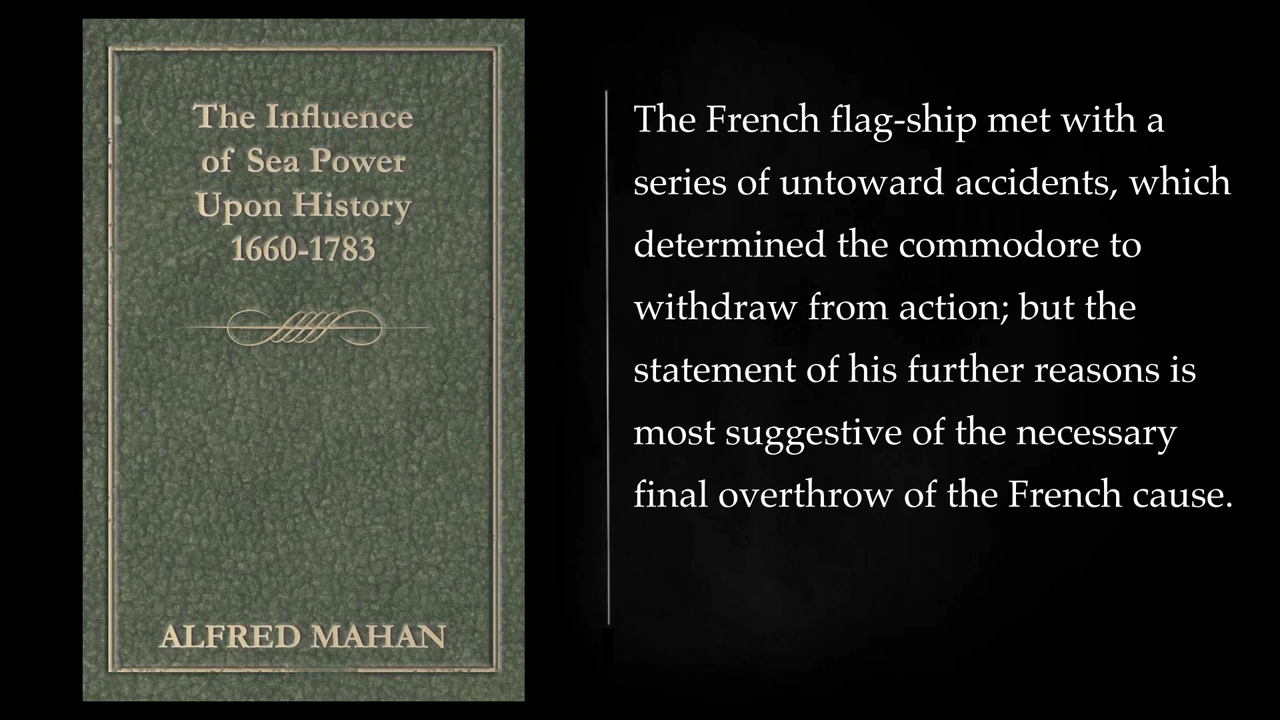 The Influence
of Sea Power
Upon History
1660-1783
ALFRED MAHAN
The French flag-ship met with a
series of untoward accidents, which
determined the commodore to
withdraw from action; but the
statement of his further reasons is
most suggestive of the necessary
final overthrow of the French cause.